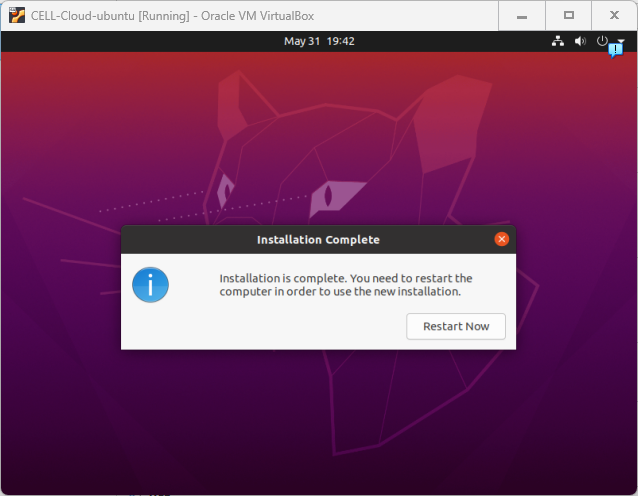 CELL-Cloud-ubuntu [Running] - Oracle VM VirtualBox
May 31 19:42
Installation Complete
Installation is complete. You need to restart the
computer in order to use the new installation.
Restart Now